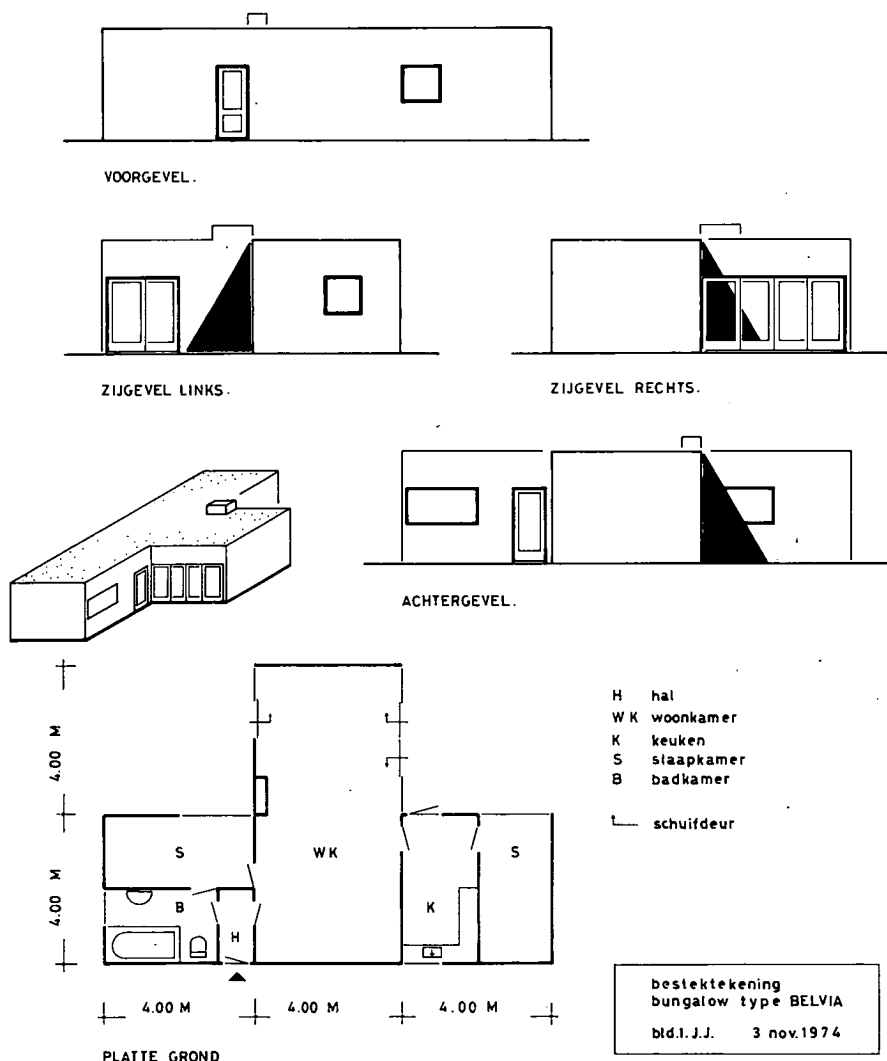 VOORGEVEL.
ZIJGEVEL LINKS.
ZIJGEVEL RECHTS.
ACHTERGEVEL.
4.00 M
4.00 M
S
WK
S
B
H
K
4.00 M
4.00 M
4.00 M
PLATTE GROND
H hal
WK woonkamer
K keuken
S slaapkamer
B badkamer
schuifdeur
bestektekening
bungalow type BELVIA
bld.1. J.J. 3 nov.1974